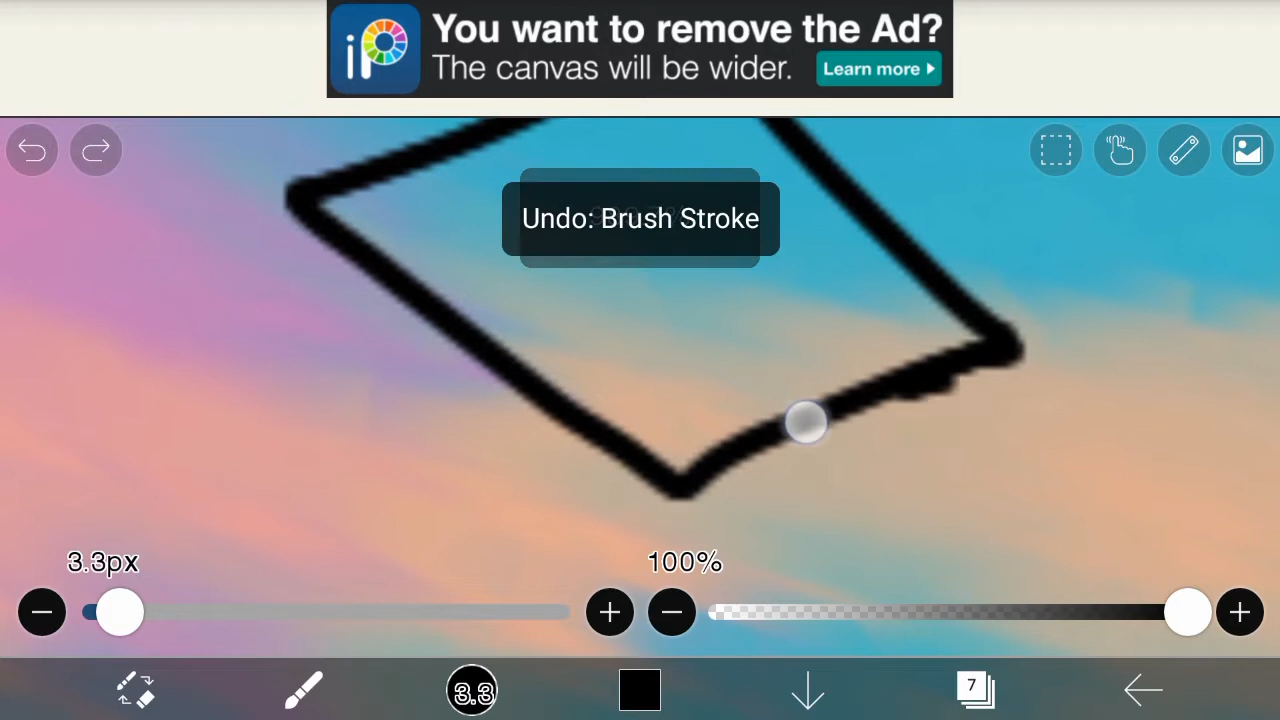 iP
You want to remove the Ad?
The canvas will be wider.
Learn more
Undo: Brush Stroke
3.3px
100%
3.3
7